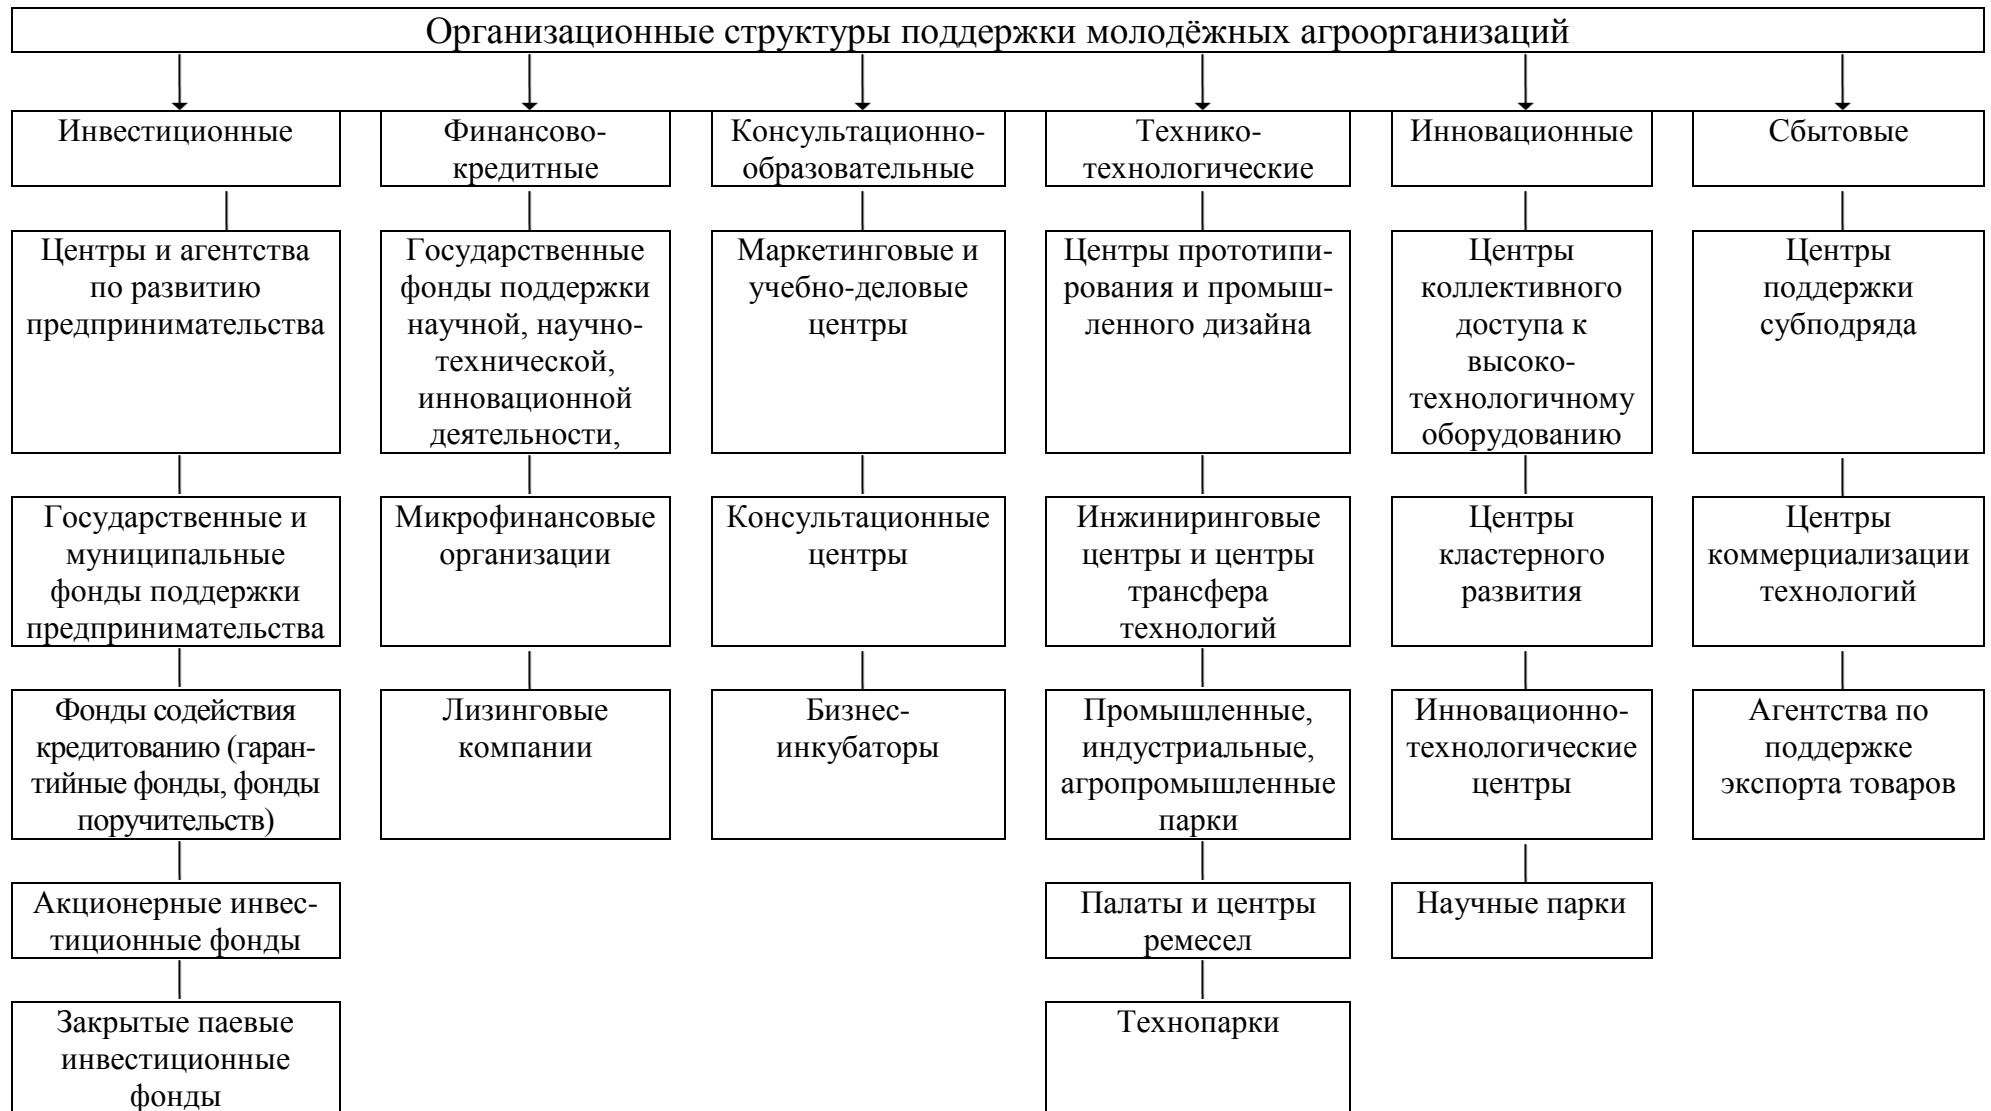 Организационные структуры поддержки молодёжных агроорганизаций
Инвестиционные
Финансово-
кредитные
Консультационно-
образовательные
Технико-
технологические
Инновационные
Сбытовые
Центры и агентства
по развитию
предпринимательства
Государственные
фонды поддержки
научной, научно-
технической,
инновационной
деятельности,
Маркетинговые и
учебно-деловые
центры
Центры прототипи-
рования и промыш-
ленного дизайна
Центры
коллективного
доступа к
высоко-
технологичному
оборудованию
Центры
поддержки
субподряда
Государственные и
муниципальные
фонды поддержки
предпринимательства
Микрофинансовые
организации
Консультационные
центры
Инжиниринговые
центры и центры
трансфера
технологий
Центры
кластерного
развития
Центры
коммерциализации
технологий
Фонды содействия
кредитованию (гаран-
тийные фонды, фонды
поручительств)
Лизинговые
компании
Бизнес-
инкубаторы
Промышленные,
индустриальные,
агропромышленные
парки
Инновационно-
технологические
центры
Агентства по
поддержке
экспорта товаров
Акционерные инвес-
тиционные фонды
Палаты и центры
ремесел
Научные парки
Закрытые паевые
инвестиционные
фонды
Технопарки